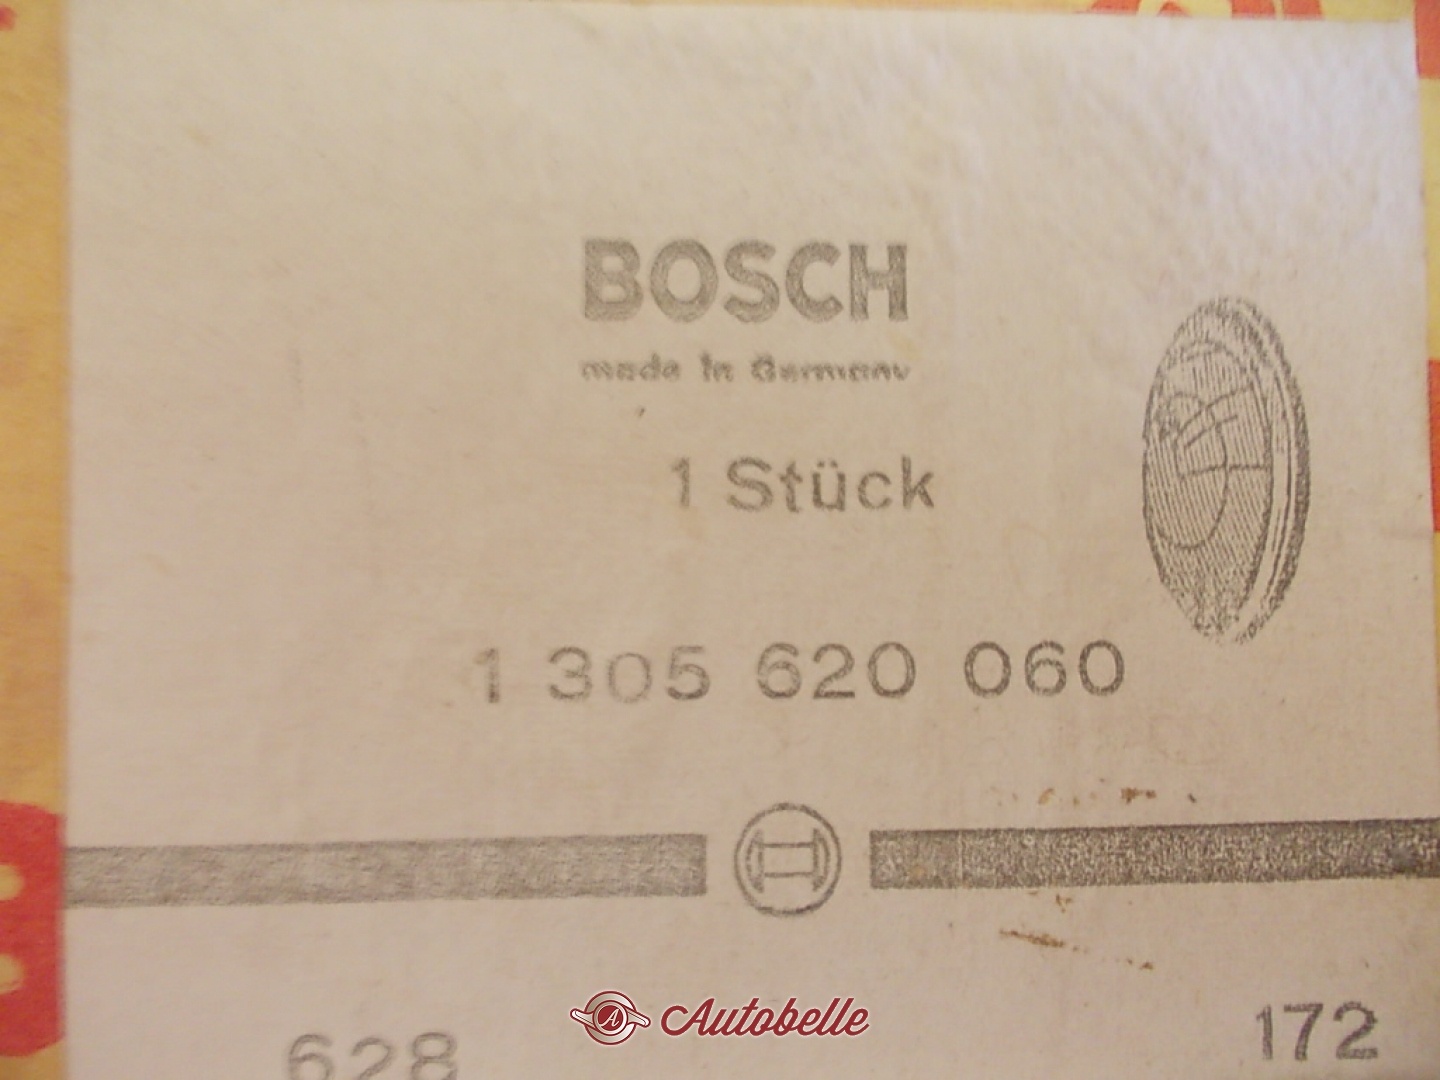 BOSCH
made in Germany
1 Stück
1 305 620 060
Autobelle
628
172